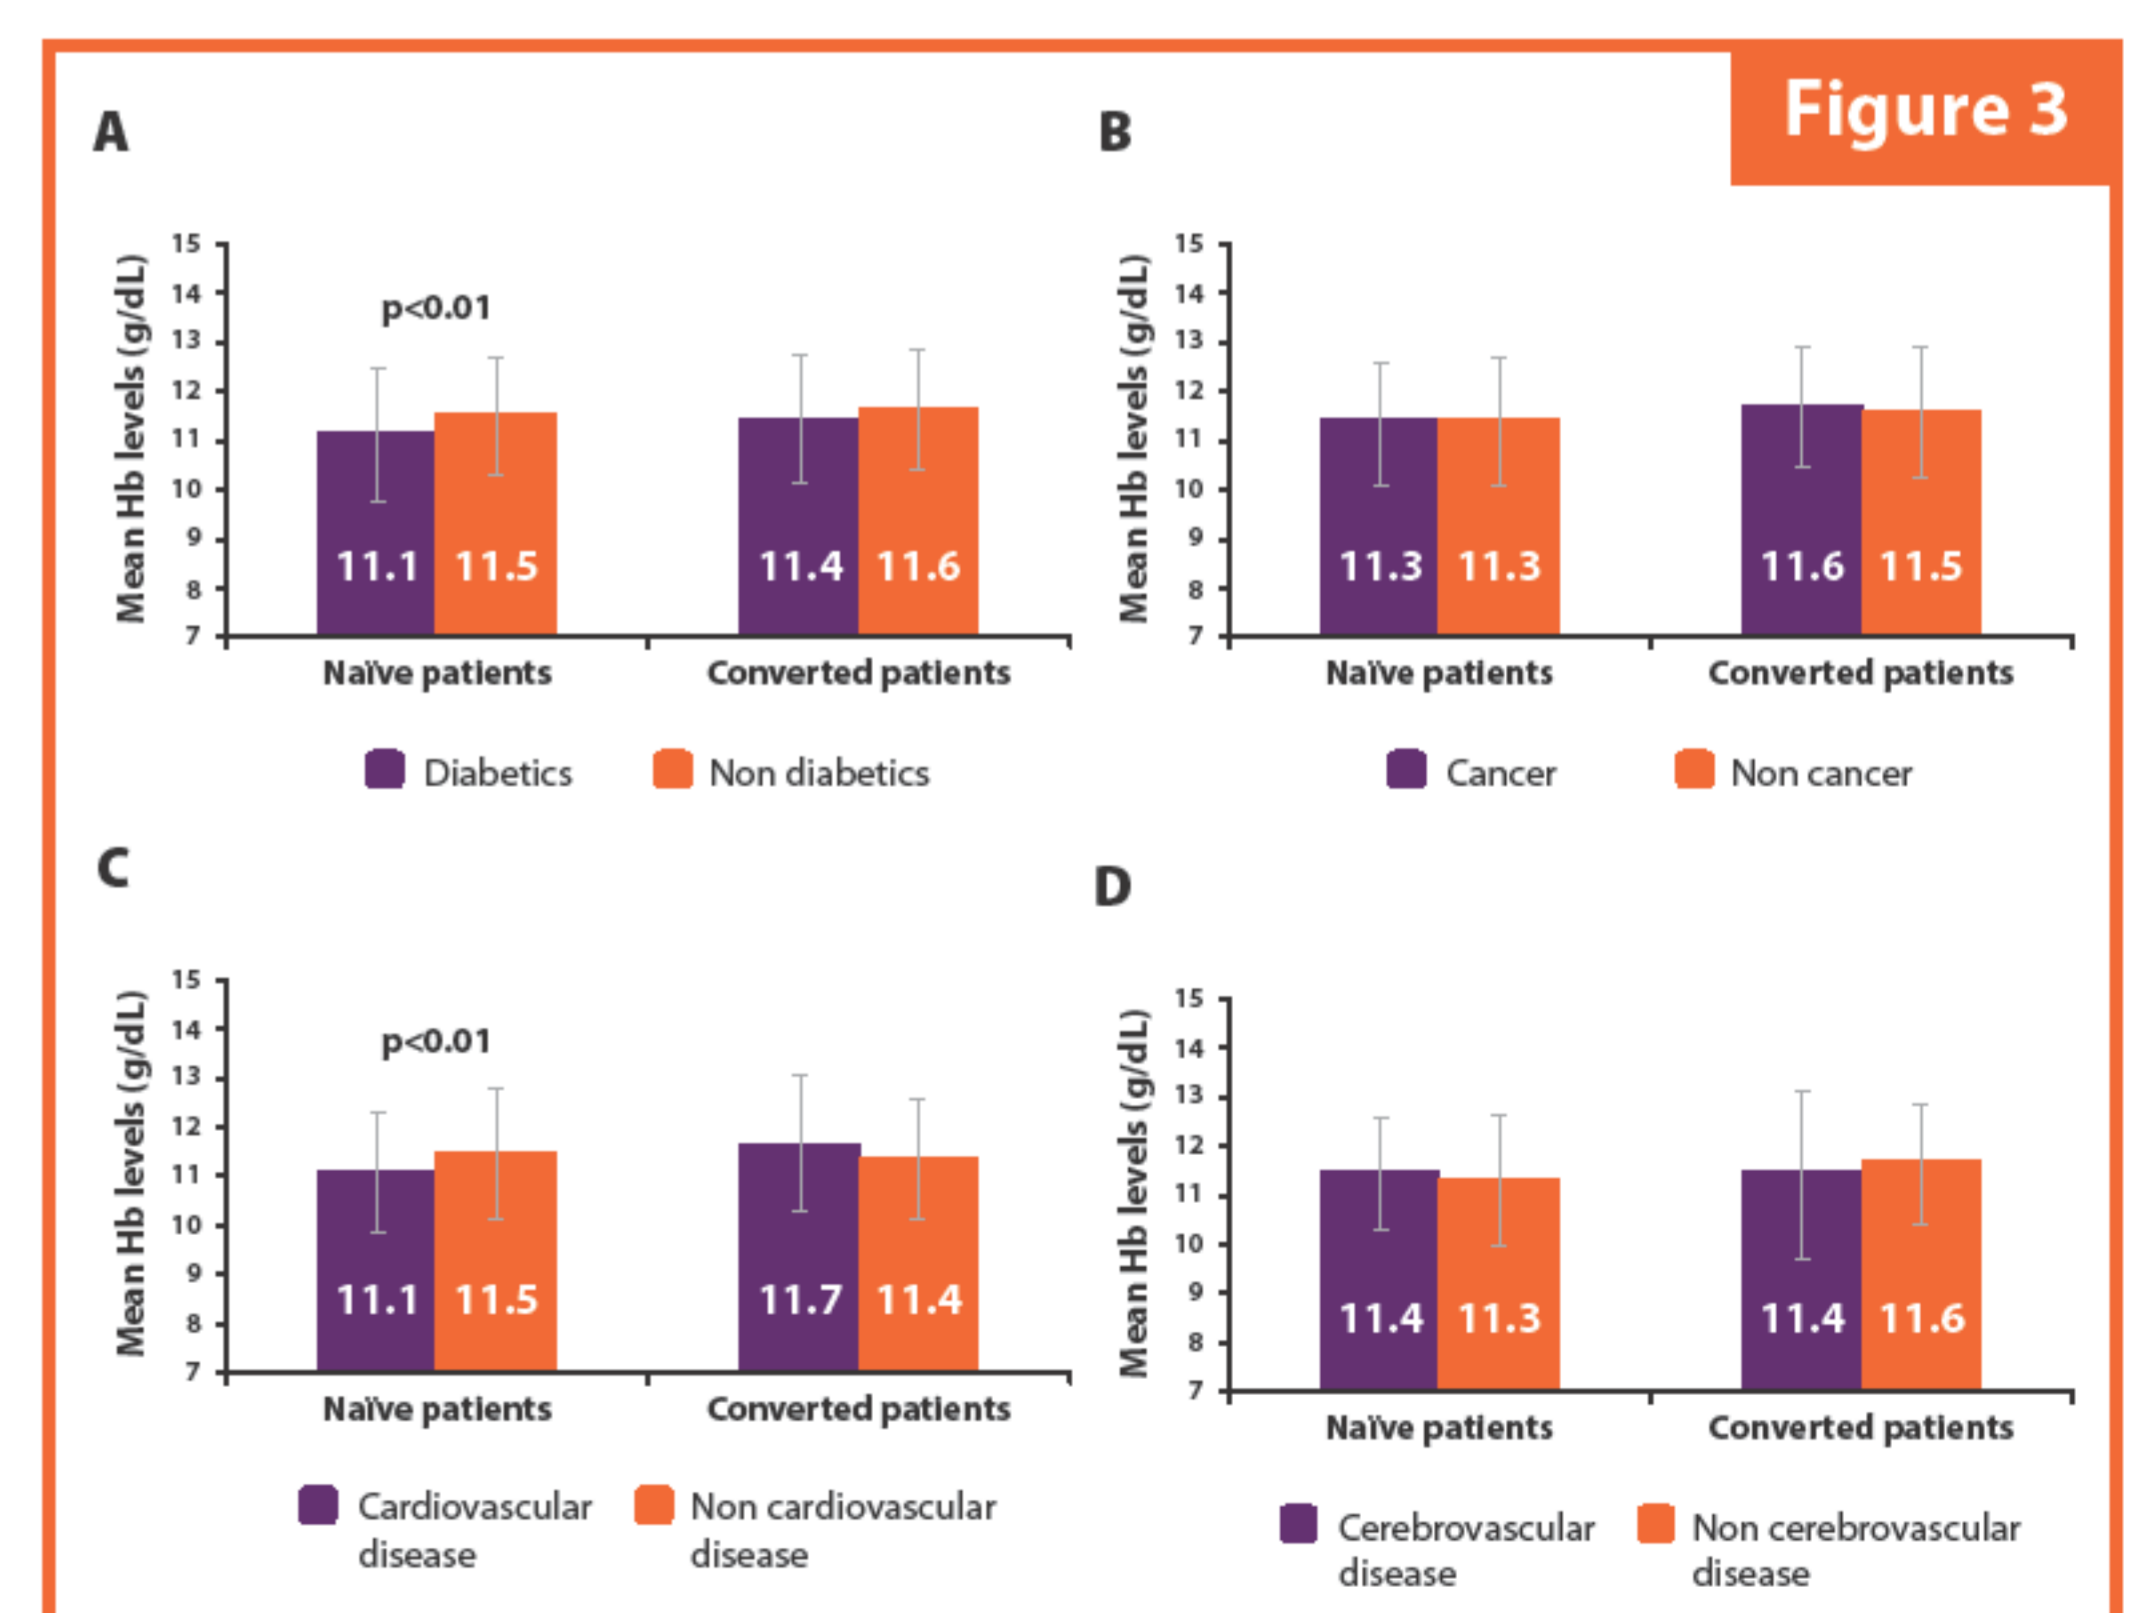 Figure 3
A
Mean Hb levels (g/dL)
15
14
13
12
11
10
9
8
7
p<0.01
11.1 11.5 11.4 11.6
Naïve patients Converted patients
Diabetics Non diabetics
B
Mean Hb levels (g/dL)
15
14
13
12
11
10
9
8
7
11.3 11.3 11.6 11.5
Naïve patients Converted patients
Cancer Non cancer
C
Mean Hb levels (g/dL)
15
14
13
12
11
10
9
8
7
p<0.01
11.1 11.5 11.7 11.4
Naïve patients Converted patients
Cardiovascular
disease
Non cardiovascular
disease
D
Mean Hb levels (g/dL)
15
14
13
12
11
10
9
8
7
11.4 11.3 11.4 11.6
Naïve patients Converted patients
Cerebrovascular
disease
Non cerebrovascular
disease